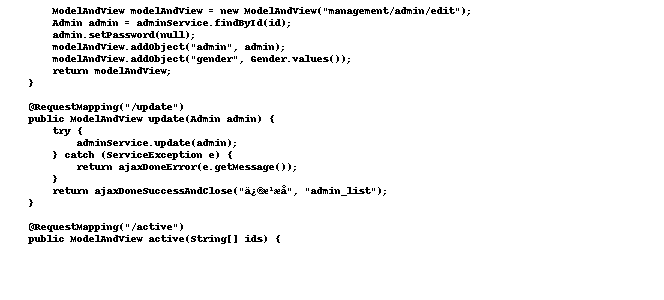 ModelAndView modelAndView = new ModelAndView("management/admin/edit");
Admin admin = adminService.findById(id);
admin.setPassword(null);
modelAndView.addObject("admin", admin);
modelAndView.addObject("gender", Gender.values());
return modelAndView;
}
@RequestMapping("/update")
public ModelAndView update(Admin admin) {
try {
adminService.update(admin);
} catch (ServiceException e) {
return ajaxDoneError(e.getMessage());
}
return ajaxDoneSuccessAndClose("ä¿®æ¹æå", "admin_list");
}
@RequestMapping("/active")
public ModelAndView active(String[] ids) {